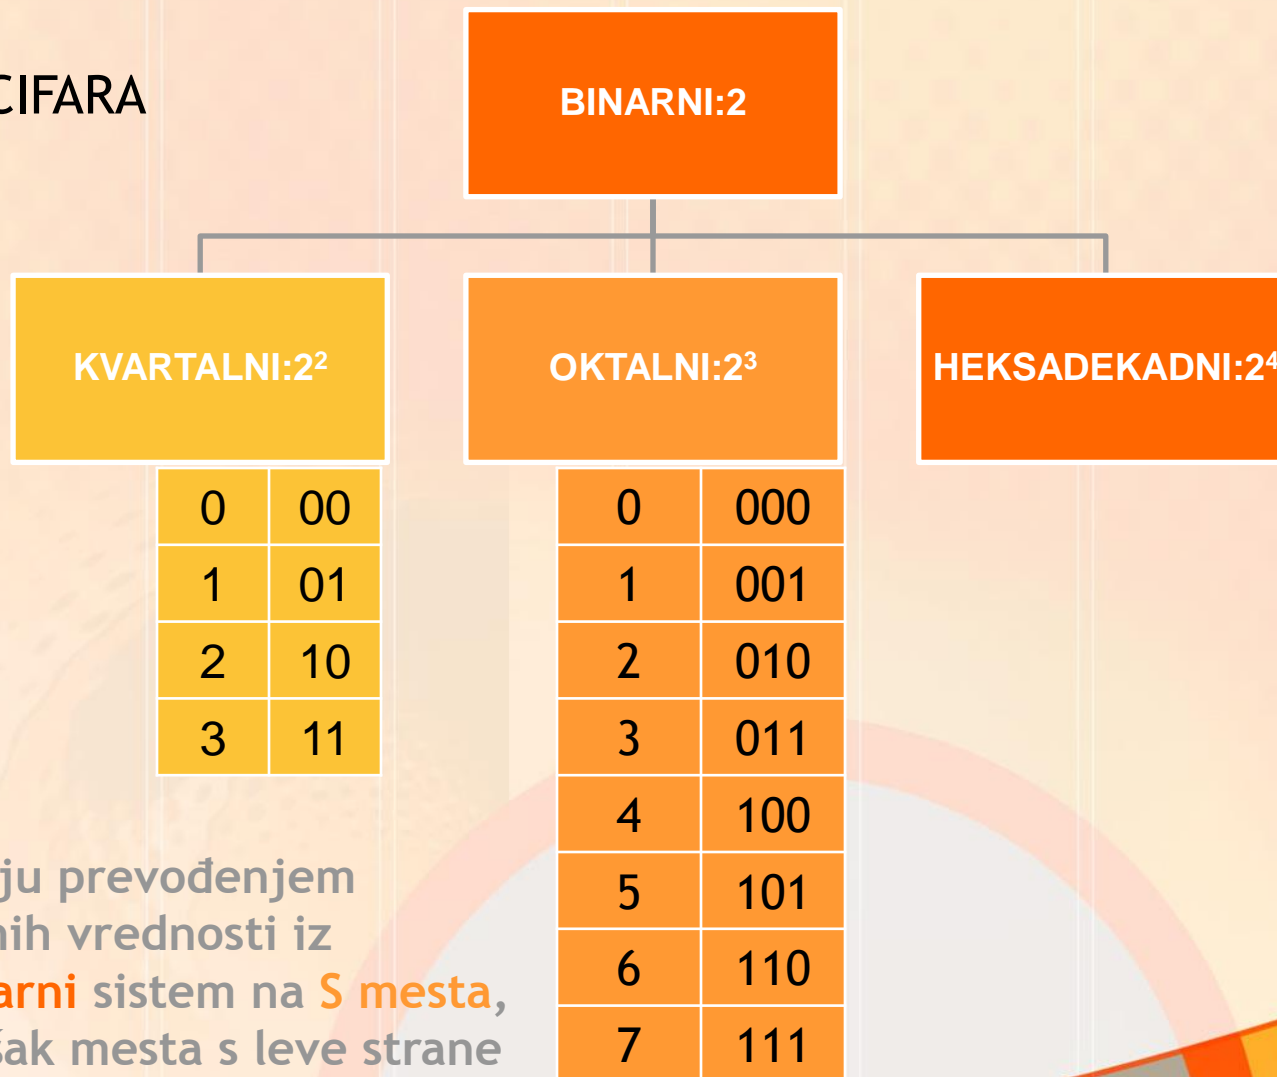 CIFARA
BINARNI:2
KVARTALNI:2²
OKTALNI:2³
HEKSADEKADNI:2⁴
0 00
1 01
2 10
3 11
0 000
1 001
2 010
3 011
4 100
5 101
6 110
7 111
ju prevođenjem
nih vrednosti iz
arni sistem na S mesta,
šak mesta s leve strane